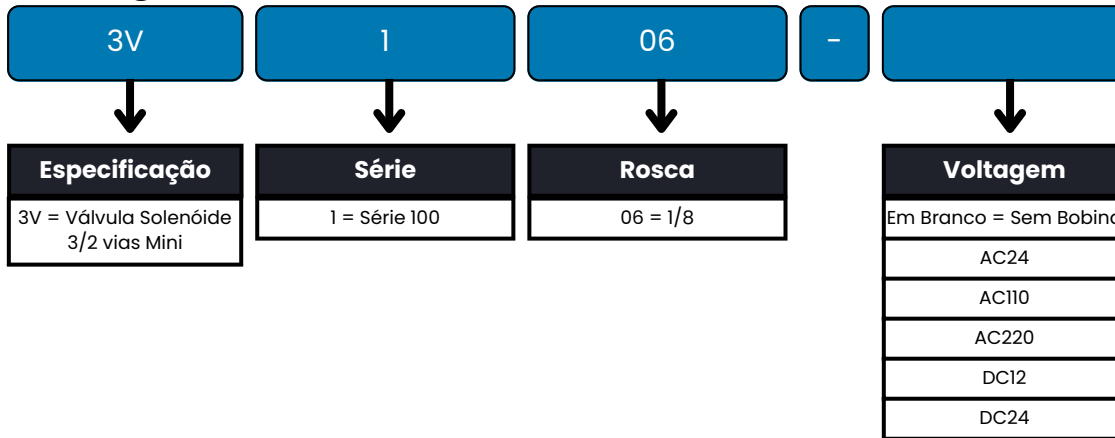 3V
1
06
-
Especificação
3V = Válvula Solenóide
3/2 vias Mini
Série
1 = Série 100
Rosca
06 = 1/8
Voltagem
Em Branco = Sem Bobina
AC24
AC110
AC220
DC12
DC24